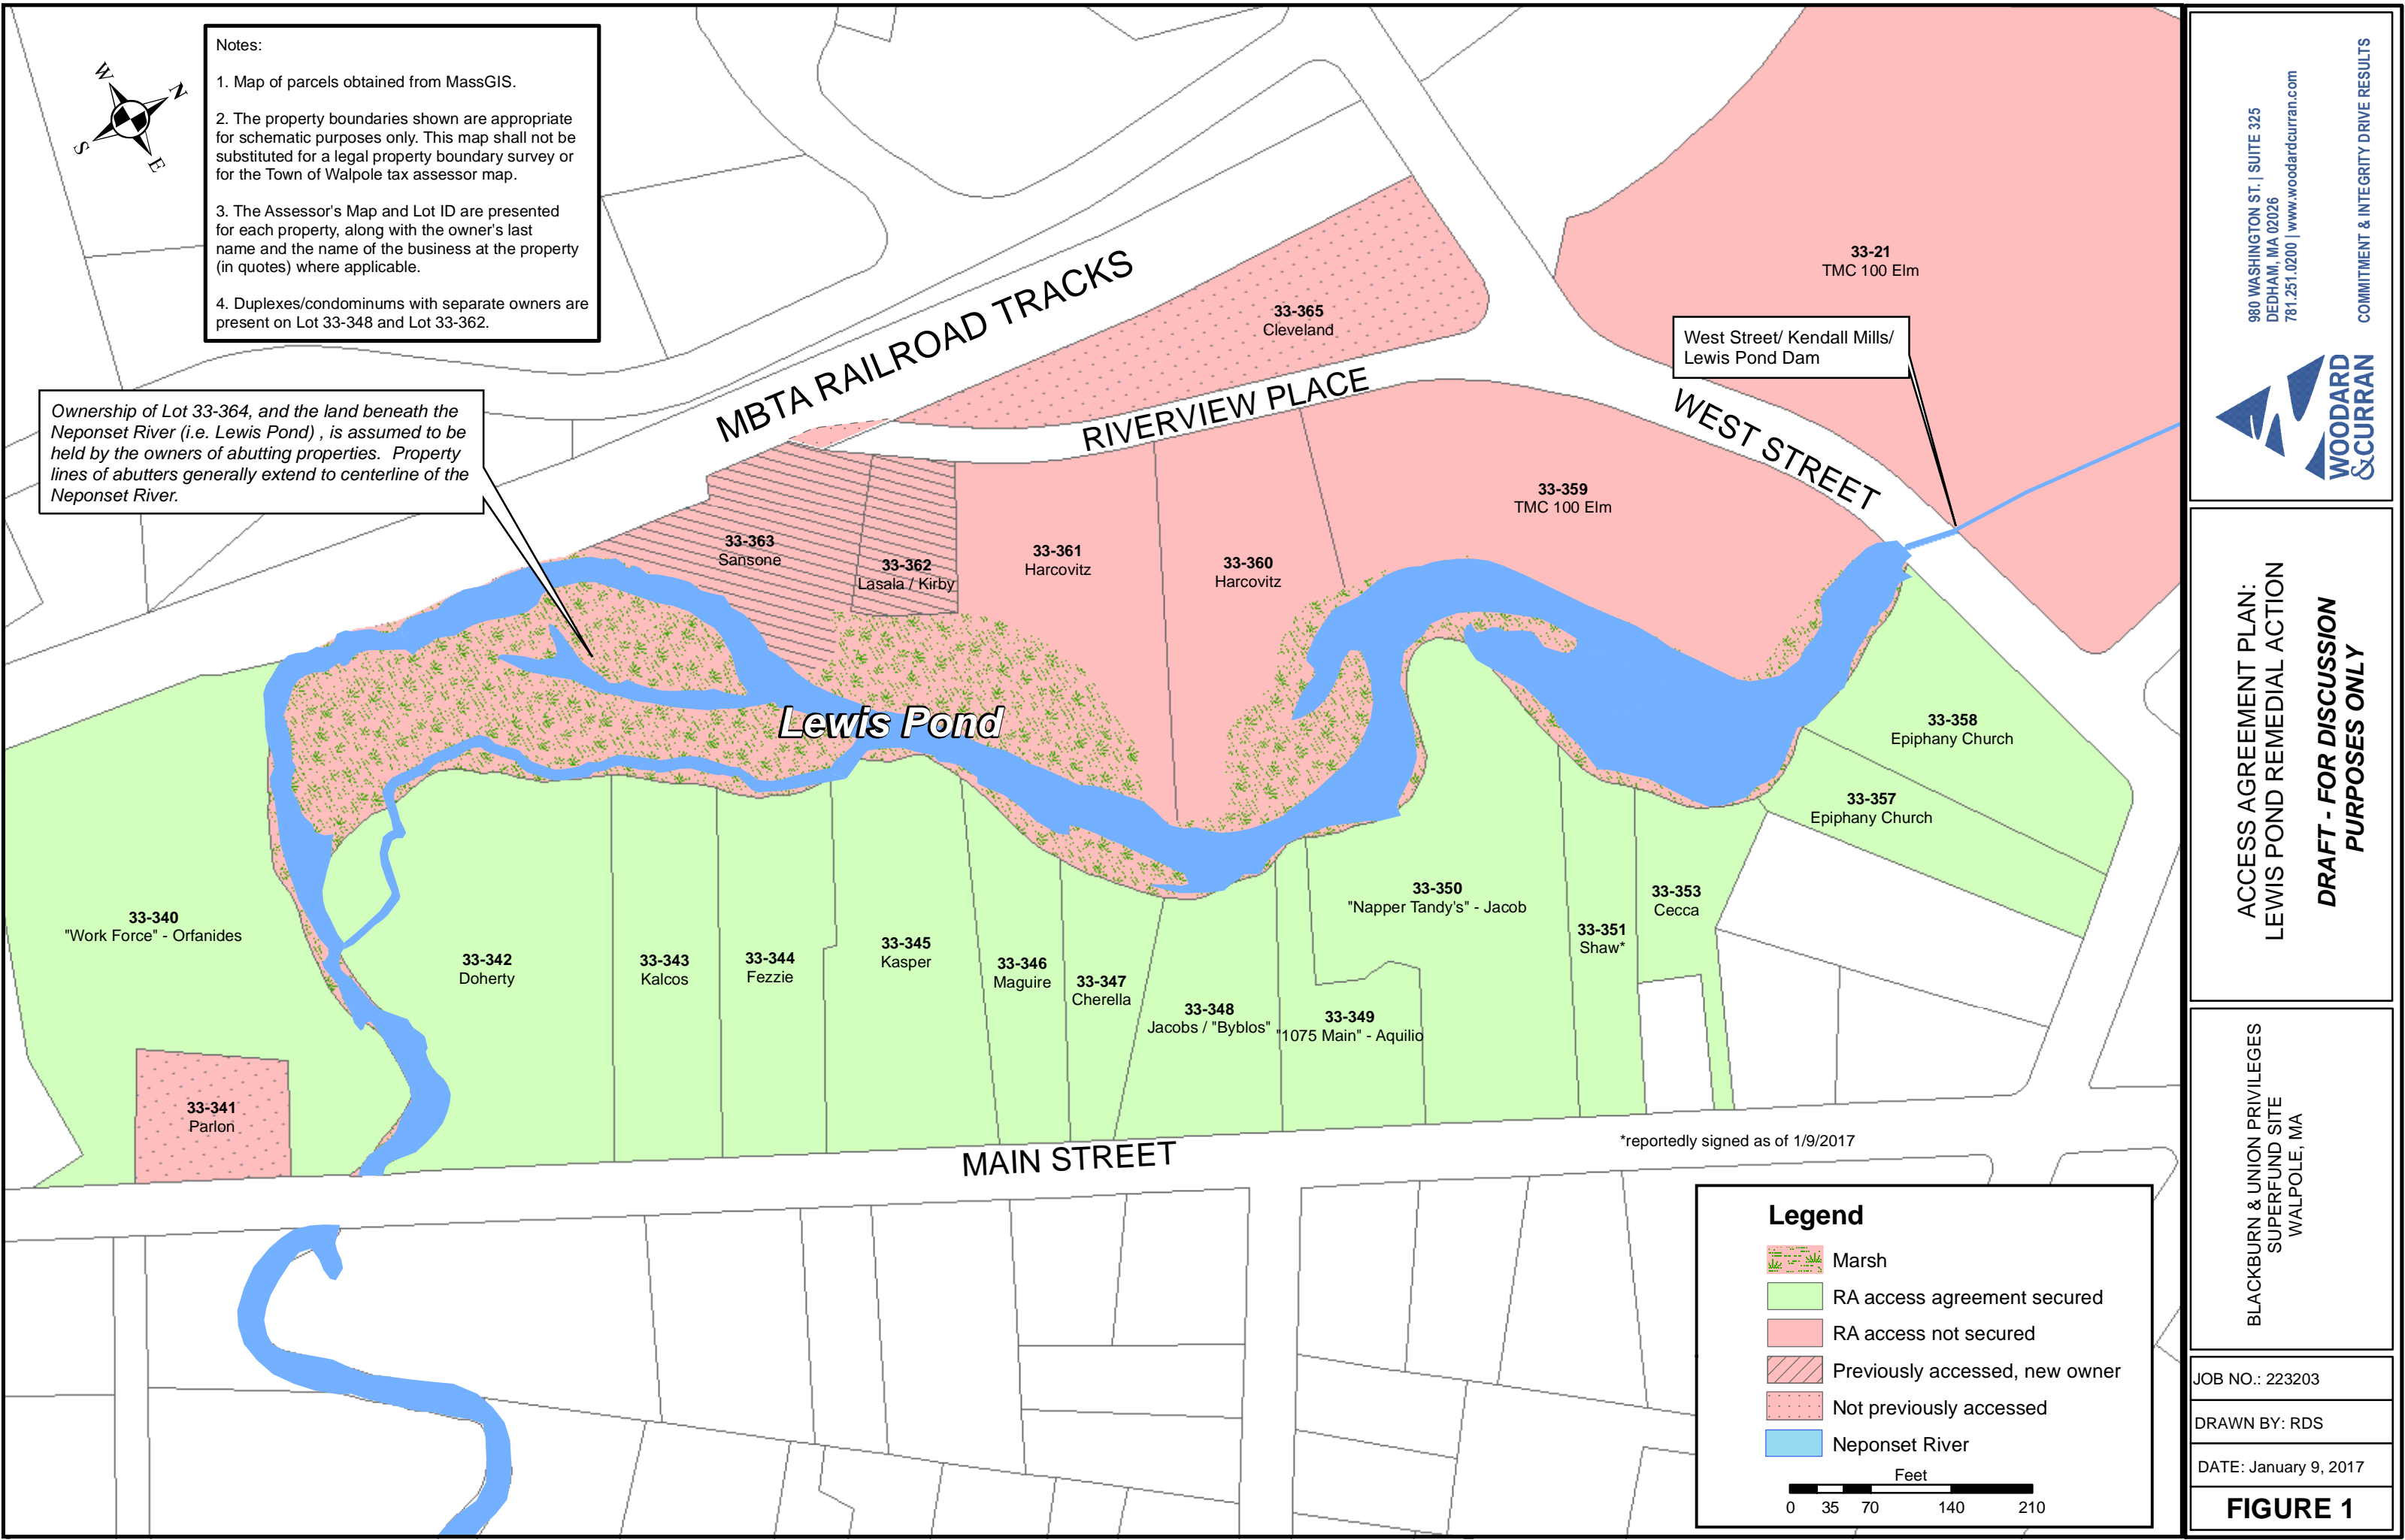 W
N
S
E
Notes:
1. Map of parcels obtained from MassGIS.
2. The property boundaries shown are appropriate
for schematic purposes only. This map shall not be
substituted for a legal property boundary survey or
for the Town of Walpole tax assessor map.
3. The Assessor's Map and Lot ID are presented
for each property, along with the owner's last
name and the name of the business at the property
(in quotes) where applicable.
4. Duplexes/condominums with separate owners are
present on Lot 33-348 and Lot 33-362.
Ownership of Lot 33-364, and the land beneath the
Neponset River (i.e. Lewis Pond) , is assumed to be
held by the owners of abutting properties. Property
lines of abutters generally extend to centerline of the
Neponset River.
MBTA RAILROAD TRACKS
33-365
Cleveland
RIVERVIEW PLACE
33-21
TMC 100 Elm
West Street/ Kendall Mills/
Lewis Pond Dam
WEST STREET
33-359
TMC 100 Elm
33-363
Sansone
33-362
Lasala / Kirby
33-361
Harcovitz
33-360
Harcovitz
Lewis Pond
33-358
Epiphany Church
33-357
Epiphany Church
33-340
"Work Force" - Orfanides
33-341
Parlon
33-342
Doherty
33-343
Kalcos
33-344
Fezzie
33-345
Kasper
33-346
Maguire
33-347
Cherella
33-348
Jacobs / "Byblos"
33-349
"1075 Main" - Aquilio
33-350
"Napper Tandy's" - Jacob
33-351
Shaw*
33-353
Cecca
MAIN STREET
*reportedly signed as of 1/9/2017
Legend
Marsh
RA access agreement secured
RA access not secured
Previously accessed, new owner
Not previously accessed
Neponset River
Feet
0 35 70 140 210
980 WASHINGTON ST. | SUITE 325
DEDHAM, MA 02026
781.251.0200 | www.woodardcurran.com
COMMITMENT & INTEGRITY DRIVE RESULTS
WOODARD
&CURRAN
ACCESS AGREEMENT PLAN:
LEWIS POND REMEDIAL ACTION
DRAFT - FOR DISCUSSION
PURPOSES ONLY
BLACKBURN & UNION PRIVILEGES
SUPERFUND SITE
WALPOLE, MA
JOB NO.: 223203
DRAWN BY: RDS
DATE: January 9, 2017
FIGURE 1